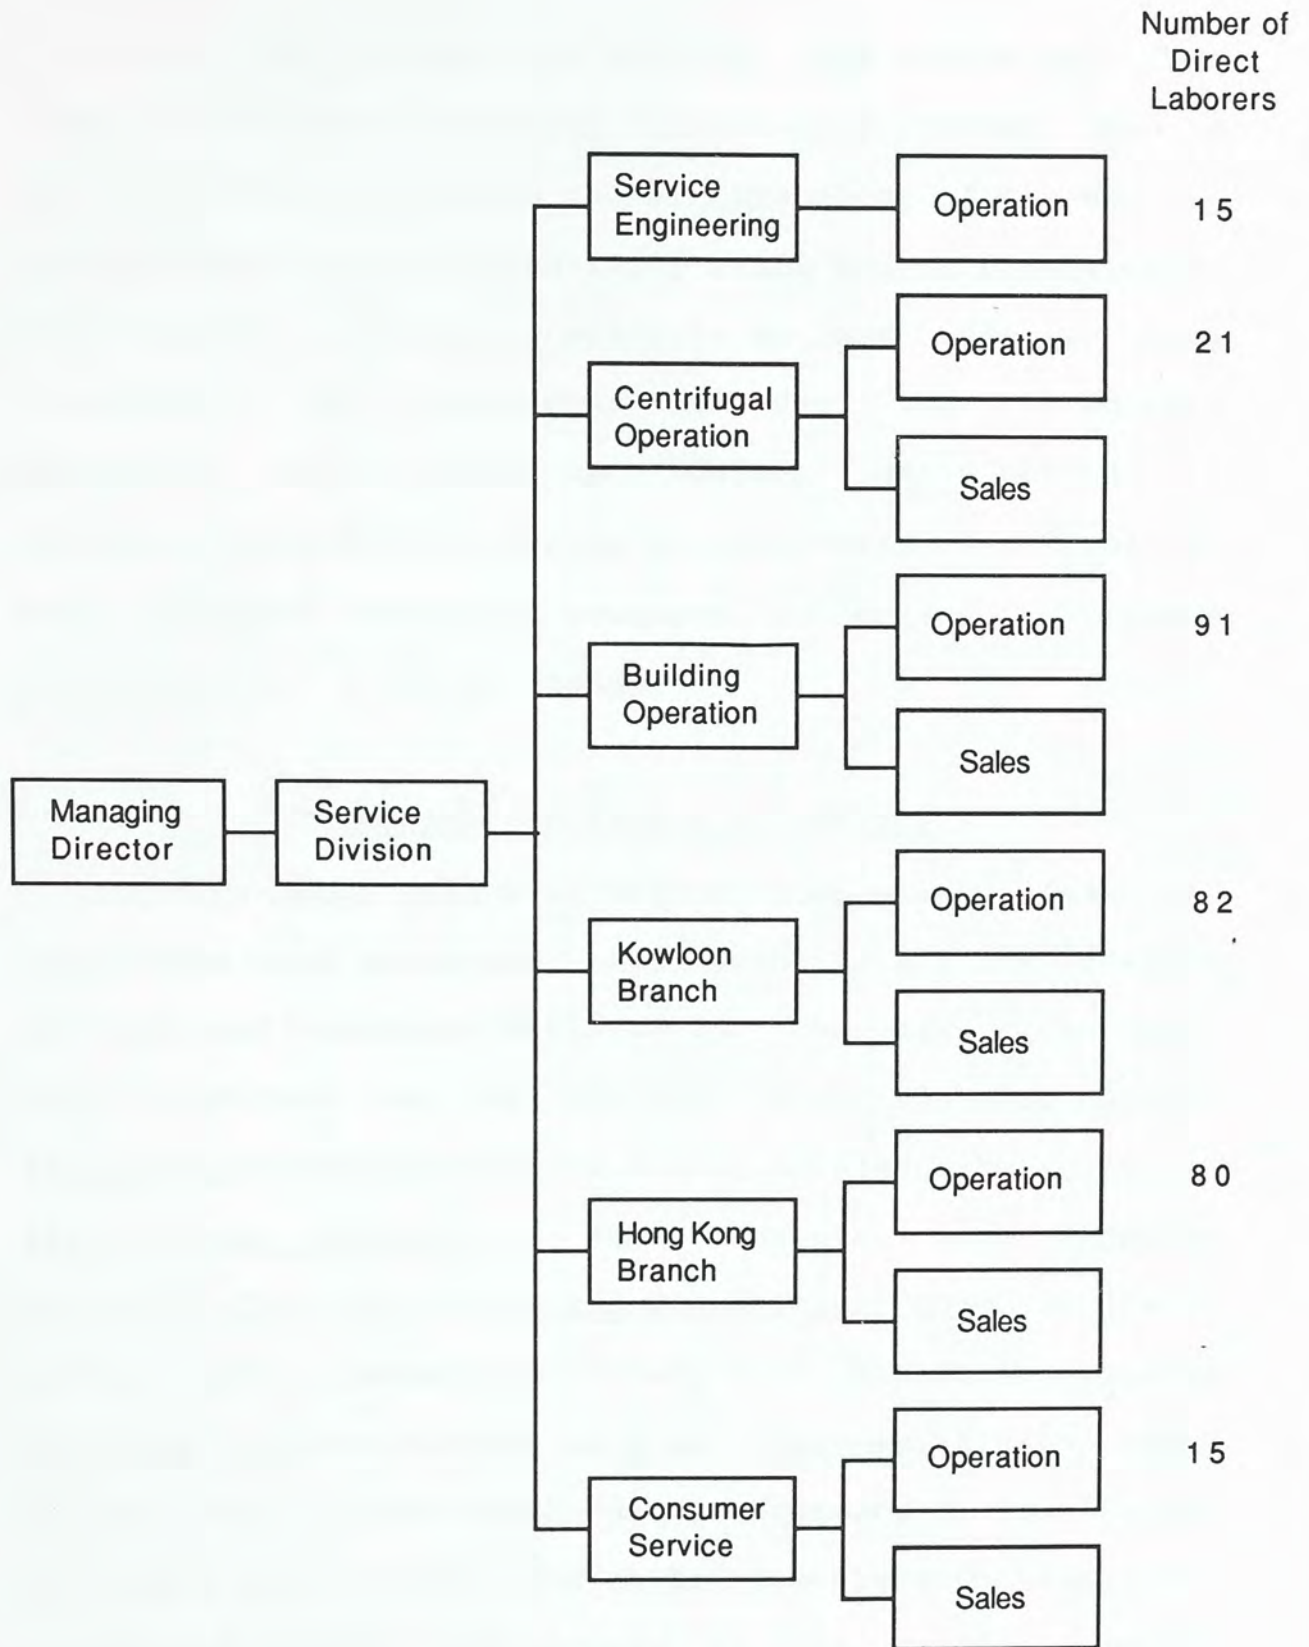 Number of
Direct
Laborers
Service
Engineering
Operation
15
Centrifugal
Operation
Operation
21
Sales
Building
Operation
Operation
91
Sales
Managing
Director
Service
Division
Kowloon
Branch
Operation
82
Sales
Hong Kong
Branch
Operation
80
Sales
Consumer
Service
Operation
15
Sales